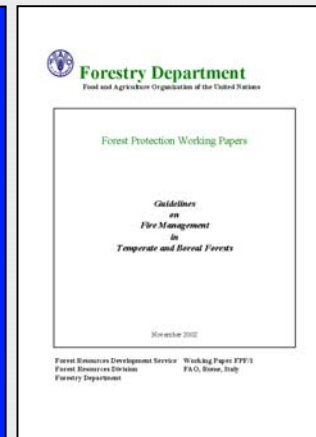 Forestry Department
Food and Agriculture Organization of the United Nations
Forest Protection Working Papers
Guidelines
on
Fire Management
in
Temperate and Boreal Forests
November 2002
Forest Resources Development Service Working Paper FPF/1
Forest Resources Division FAO, Rome, Italy
Forestry Department